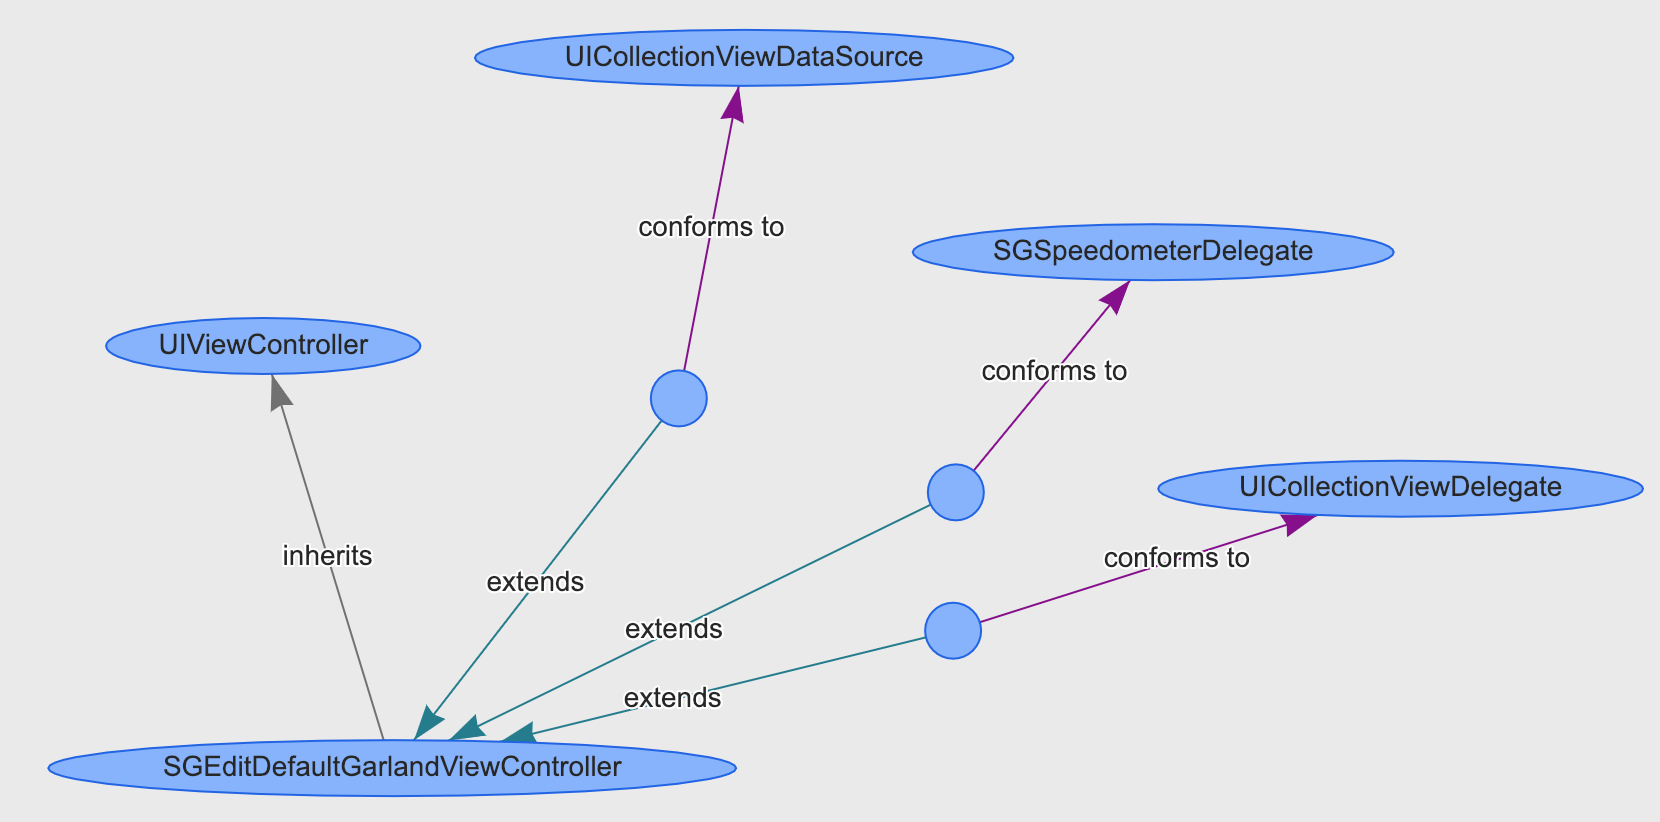 UICollectionViewDataSource
conforms to
SGSpeedometerDelegate
UIViewController
conforms to
UICollectionViewDelegate
inherits
conforms to
extends
extends
extends
SGEditDefaultGarlandViewController